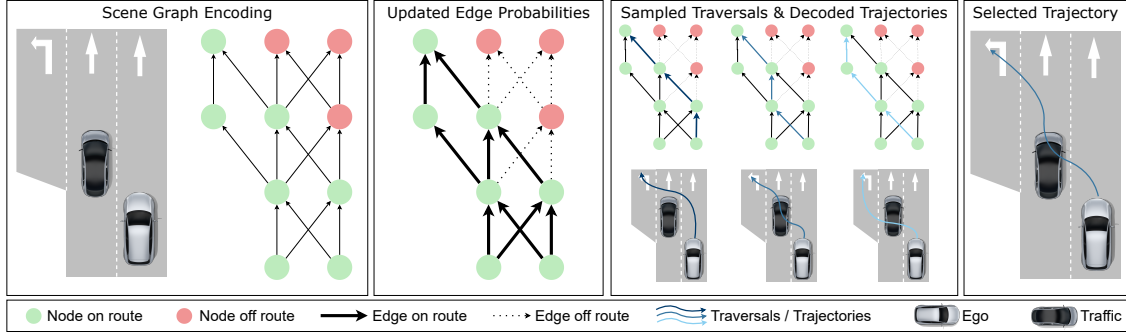 Scene Graph Encoding
Updated Edge Probabilities
Sampled Traversals & Decoded Trajectories
Selected Trajectory
Node on route
Node off route
Edge on route
Edge off route
Traversals / Trajectories
Ego
Traffic